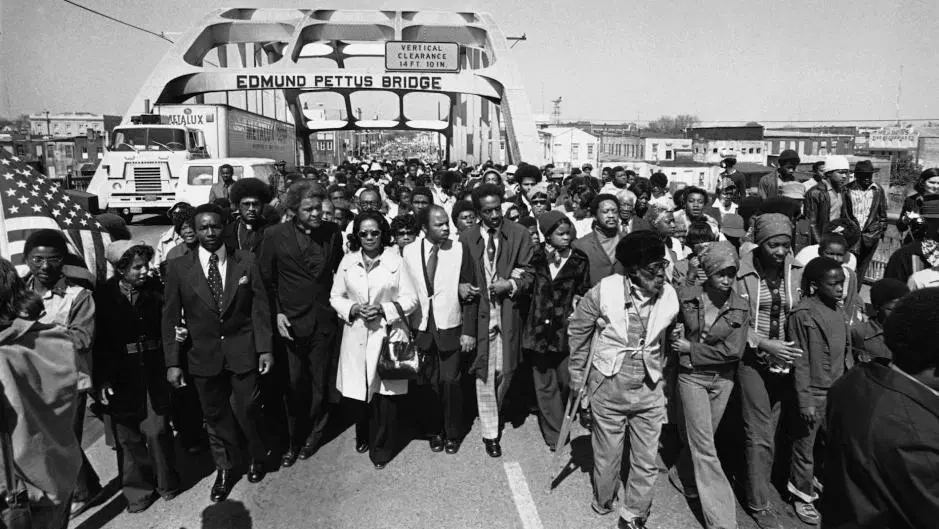 VERTICAL
CLEARANCE
14 FT. 10 IN.
EDMUND PETTUS BRIDGE